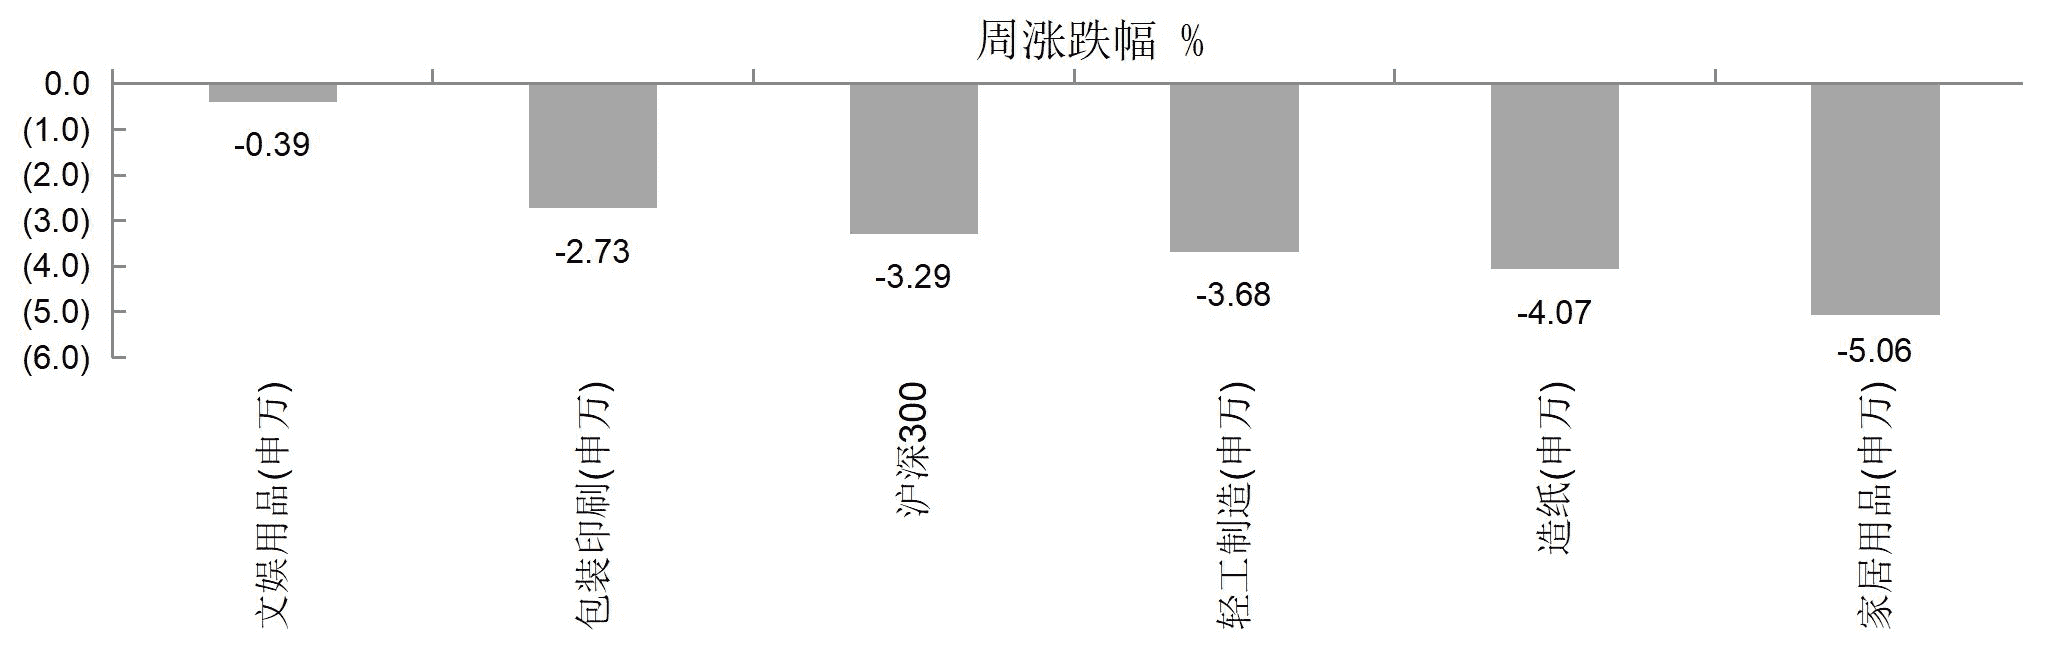 周涨跌幅 %
0.0
(1.0)
(2.0)
(3.0)
(4.0)
(5.0)
(6.0)
-0.39
-2.73
-3.29
-3.68
-4.07
-5.06
文娱用品(申万)
包装印刷(申万)
沪深300
轻工制造(申万)
造纸(申万)
家居用品(申万)